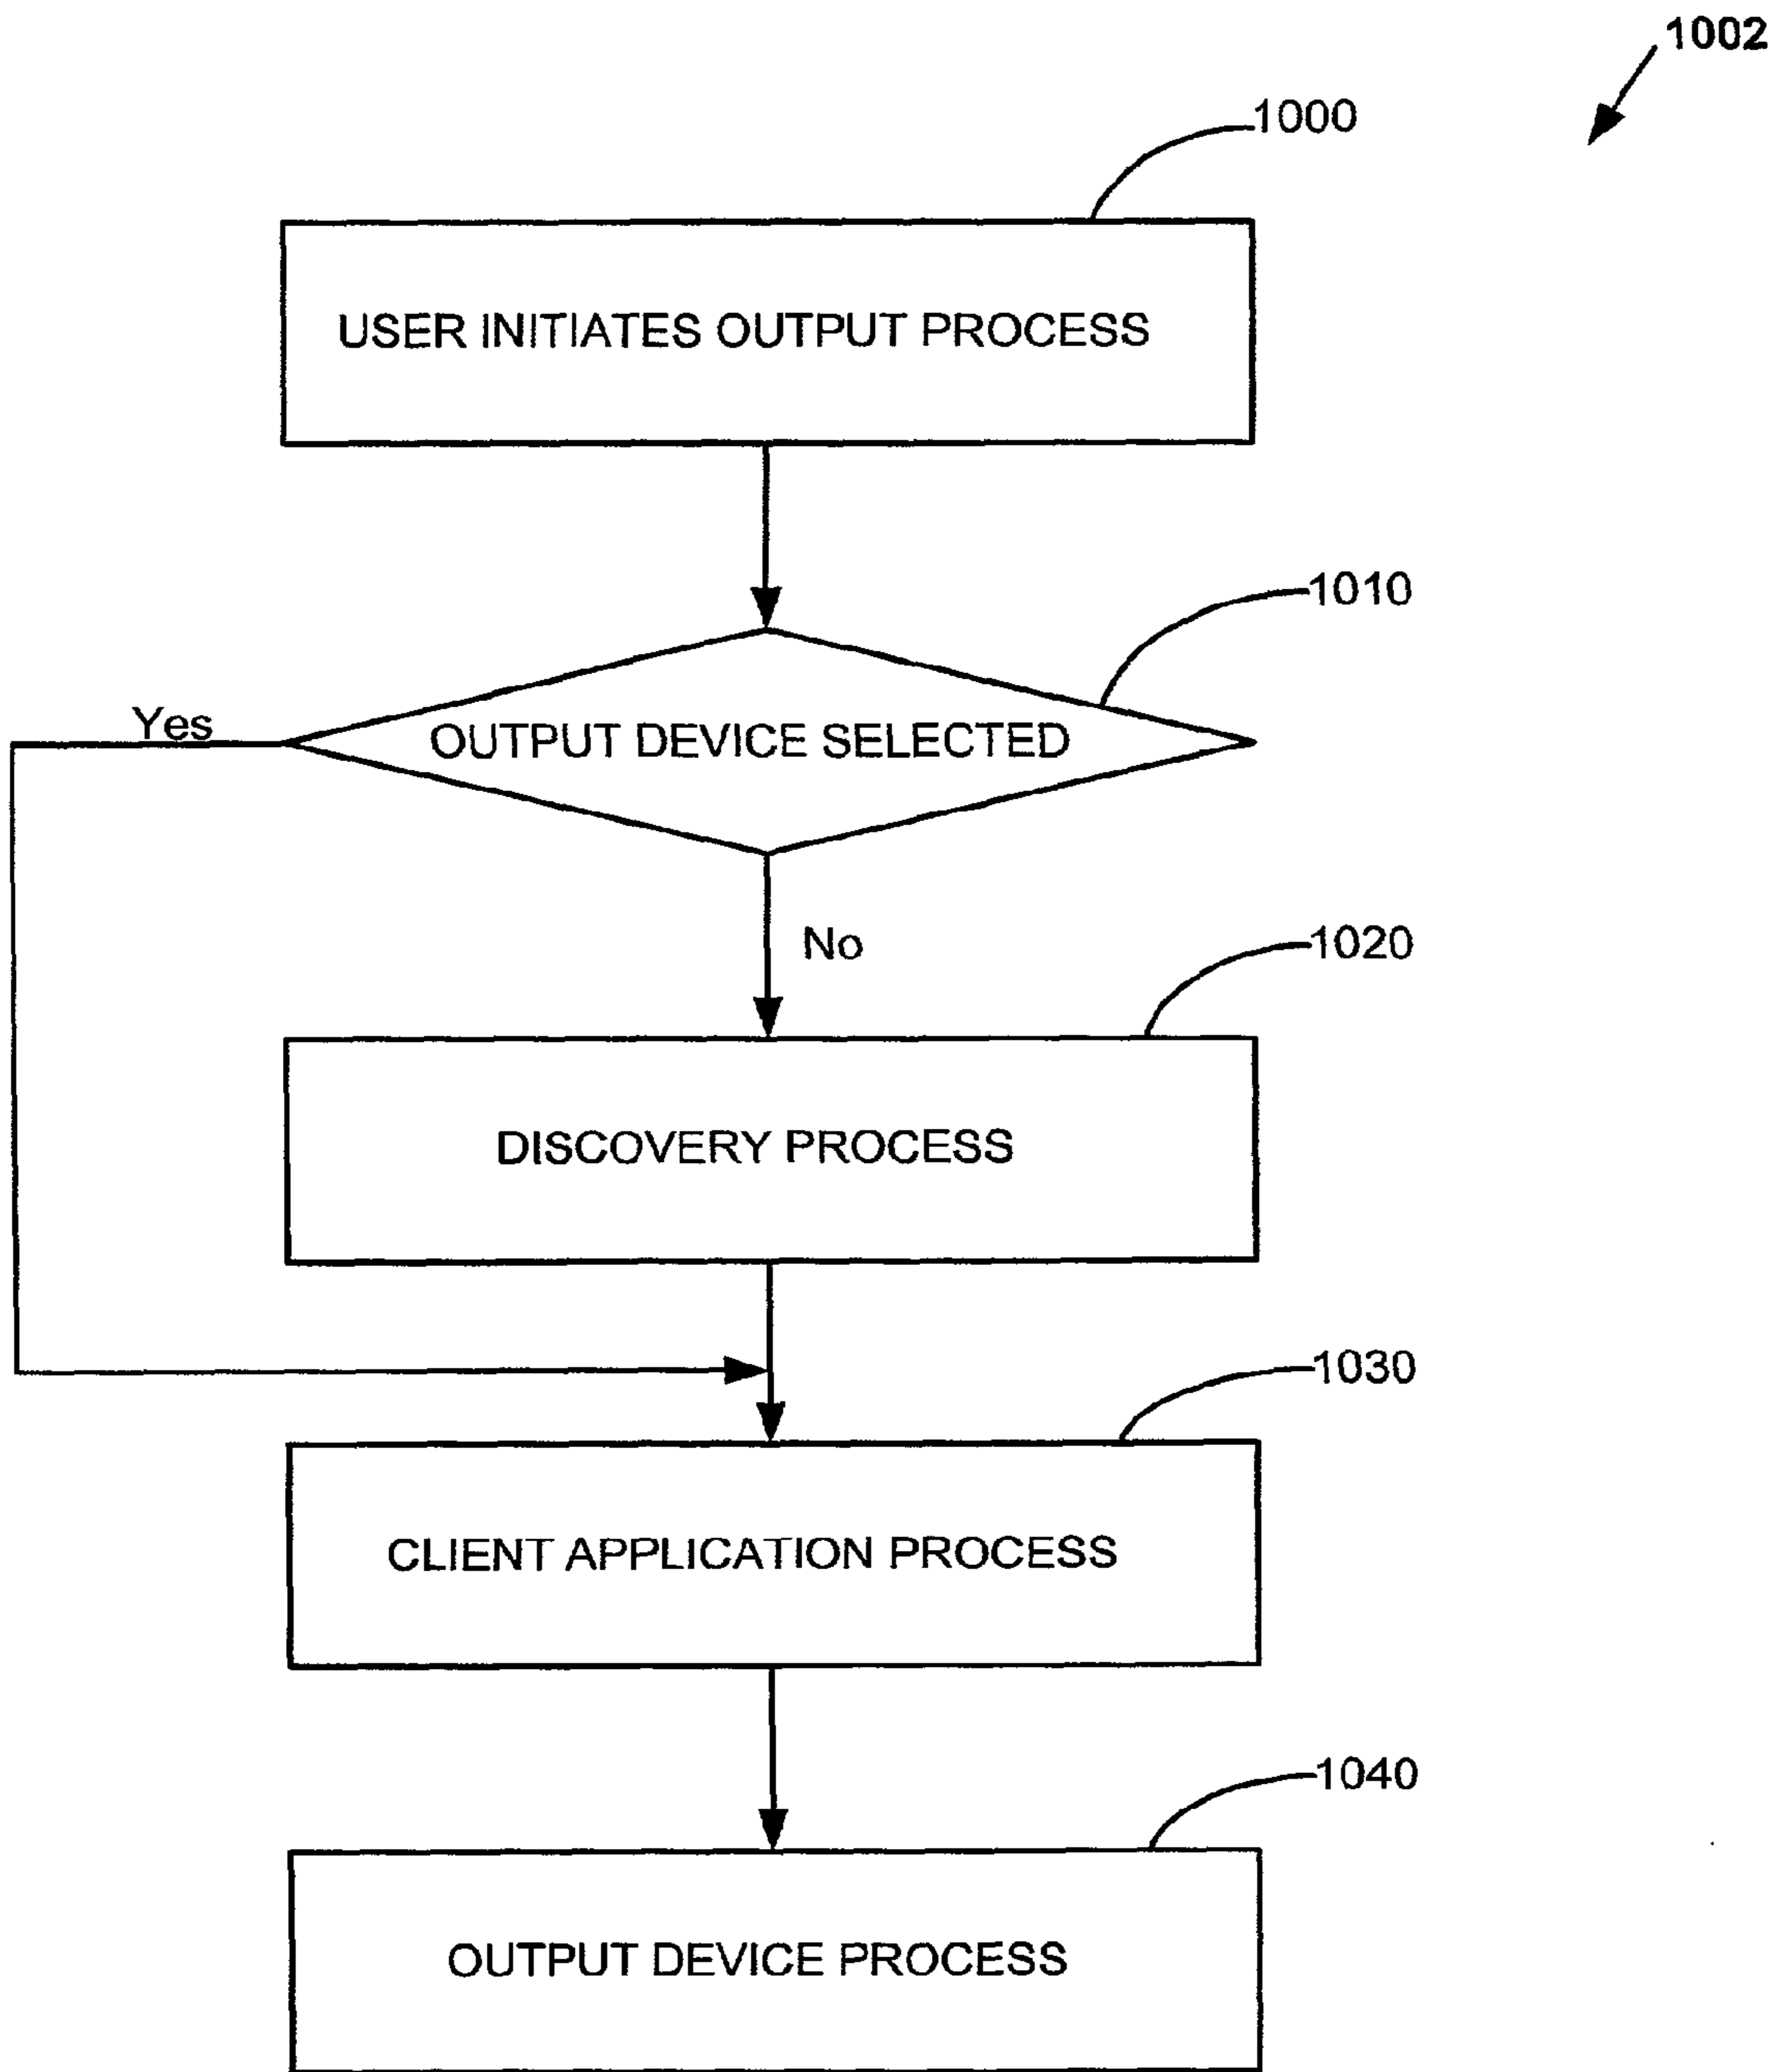 1002
1000
USER INITIATES OUTPUT PROCESS
1010
Yes
OUTPUT DEVICE SELECTED
No
1020
DISCOVERY PROCESS
1030
CLIENT APPLICATION PROCESS
1040
OUTPUT DEVICE PROCESS